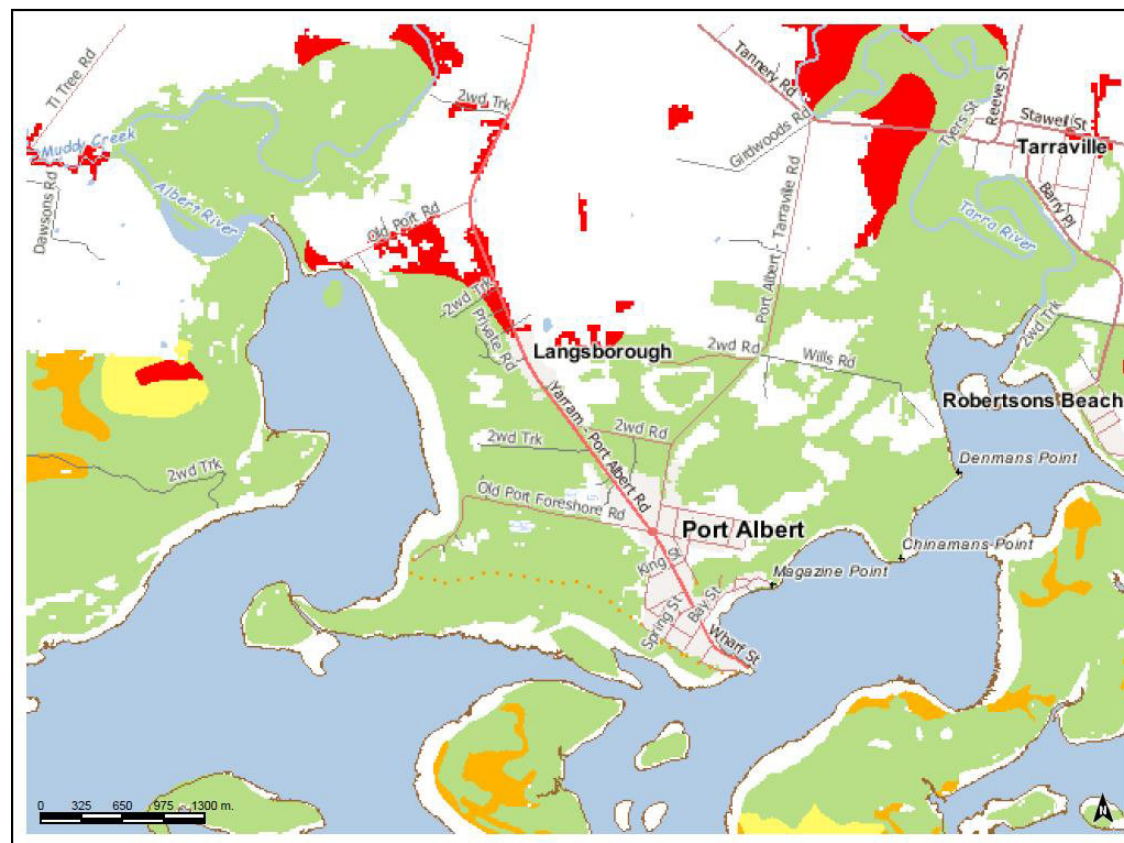 Ti Tree Rd
Tannery Rd
Reeve St
2wd Trk
Stawell St
Tyers St
Muddy Creek
Girdwoods Rd
Tarraville
Dawsons Rd
Albert River
Old Port Rd
Barry Pl
Tarra River
Port Albert - Tarraville Rd
2wd Trk
2wd Trk
Private Rd
Langsborough
2wd Rd
Wills Rd
Robertsons Beach
Yarram - Port Albert Rd
2wd Rd
2wd Trk
2wd Trk
Denmans Point
Old Port Foreshore Rd
Port Albert
Chinamans Point
King St
Magazine Point
Bay St
Spring St
Wharf St
0 325 650 975 1300 m.
N